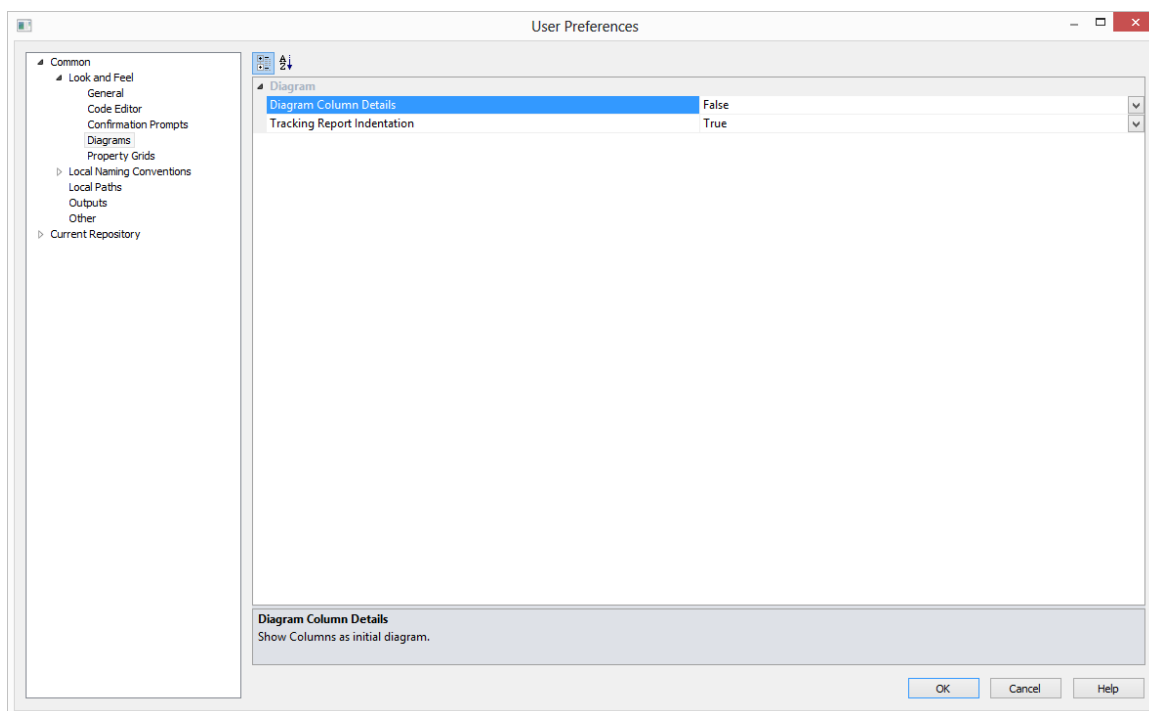 User Preferences
Common
Look and Feel
General
Code Editor
Confirmation Prompts
Diagrams
Property Grids
Local Naming Conventions
Local Paths
Outputs
Other
Current Repository
Diagram
Diagram Column Details False
Tracking Report Indentation True
Diagram Column Details
Show Columns as initial diagram.
OK Cancel Help